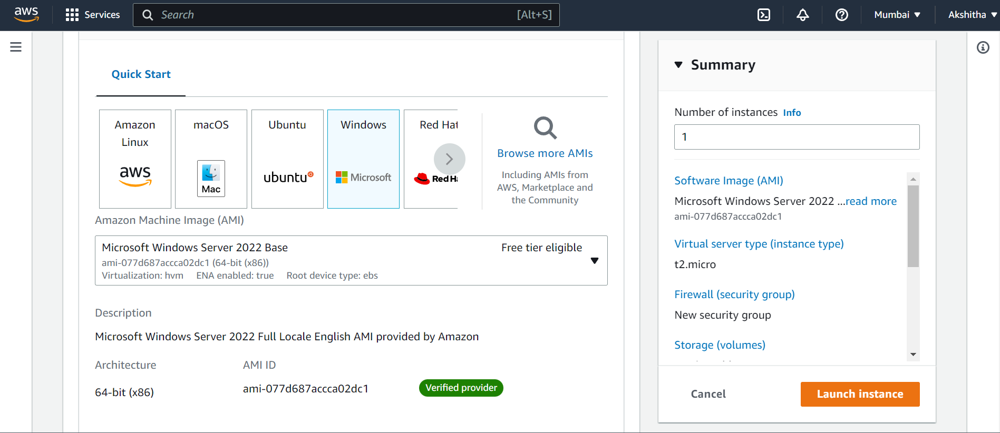 aws
Services
Search
[Alt+S]
Mumbai
Akshitha
Quick Start
Amazon
Linux
aws
macOS
Mac
Ubuntu
ubuntu
Windows
Microsoft
Red Hat
Red Ha
Browse more AMIs
Including AMIs from
AWS, Marketplace and
the Community
Amazon Machine Image (AMI)
Microsoft Windows Server 2022 Base
Free tier eligible
ami-077d687accca02dc1 (64-bit (x86))
Virtualization: hvm ENA enabled: true Root device type: ebs
Description
Microsoft Windows Server 2022 Full Locale English AMI provided by Amazon
Architecture
AMI ID
64-bit (x86)
ami-077d687accca02dc1
Verified provider
Summary
Number of instances Info
1
Software Image (AMI)
Microsoft Windows Server 2022 ...read more
ami-077d687accca02dc1
Virtual server type (instance type)
t2.micro
Firewall (security group)
New security group
Storage (volumes)
Cancel
Launch instance